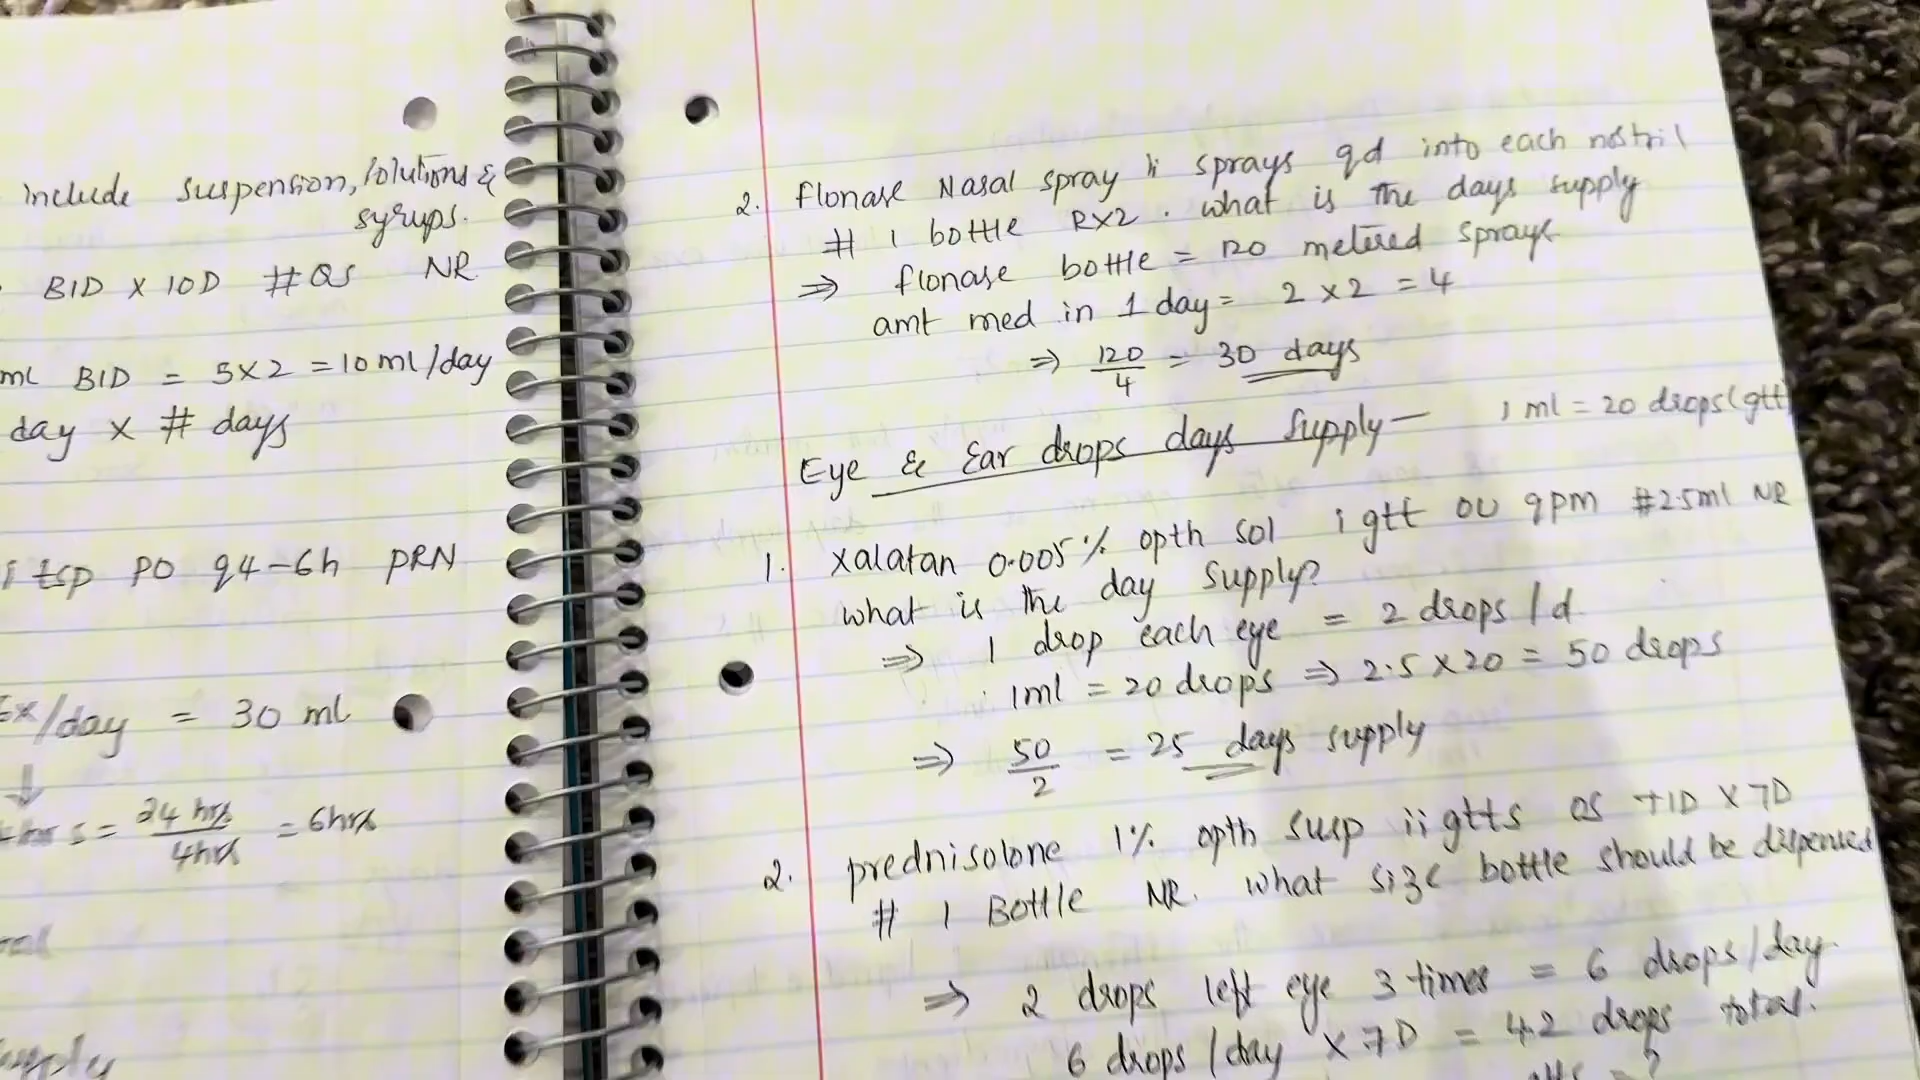 include suspension, solutions &
syrups.
BID x 10D #QS NR
ml BID = 5x2 = 10 ml/day
day x # days
i tsp PO q4-6h PRN
6x/day = 30 ml
↓
= 24 hrs/4hrs = 6hrs
2. flonase Nasal spray ii sprays qd into each nostril
# 1 bottle RX2. what is the days supply
⇒ flonase bottle = 120 metered sprays
amt med in 1 day = 2 x 2 = 4
⇒ 120/4 = 30 days
Eye & Ear drops days supply— 1 ml = 20 drops (gtt
1. xalatan 0.005% opth sol i gtt OU qpm #2.5ml NR
what is the day supply?
⇒ 1 drop each eye = 2 drops / d
1ml = 20 drops ⇒ 2.5 x 20 = 50 drops
⇒ 50/2 = 25 days supply
2. prednisolone 1% opth susp ii gtts OS TID X 7D
# 1 Bottle NR. what size bottle should be dispensed
⇒ 2 drops left eye 3 times = 6 drops/day
6 drops /day x 7D = 42 drops total.
= ?